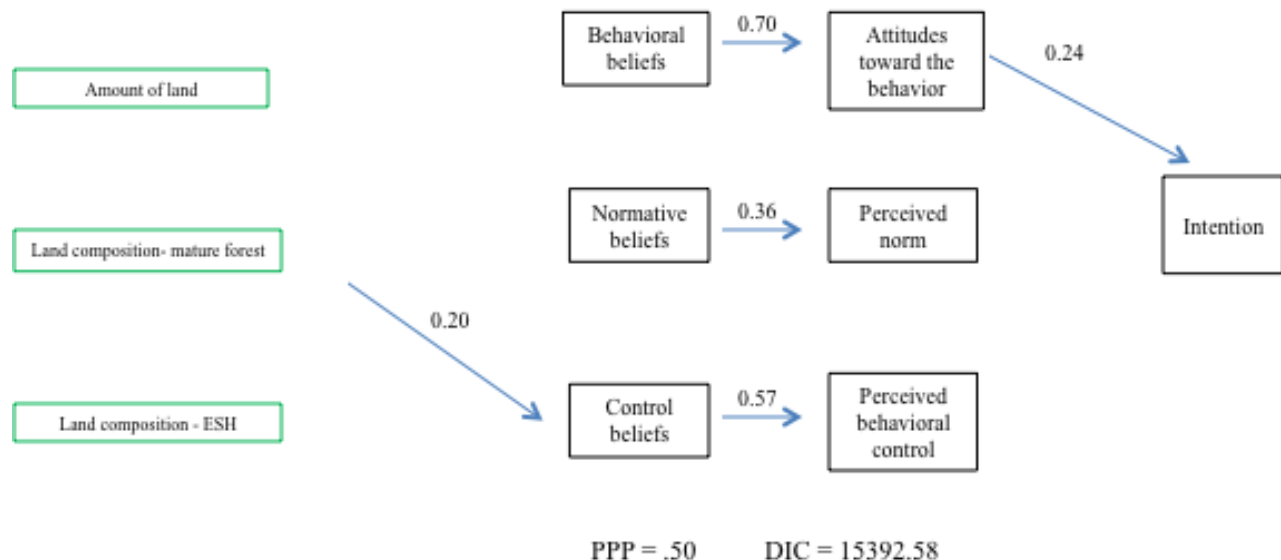 Behavioral
beliefs
0.70
Attitudes
toward the
behavior
0.24
Amount of land
Normative
beliefs
0.36
Perceived
norm
Intention
Land composition- mature forest
0.20
Control
beliefs
0.57
Perceived
behavioral
control
Land composition - ESH
PPP = .50 DIC = 15392.58